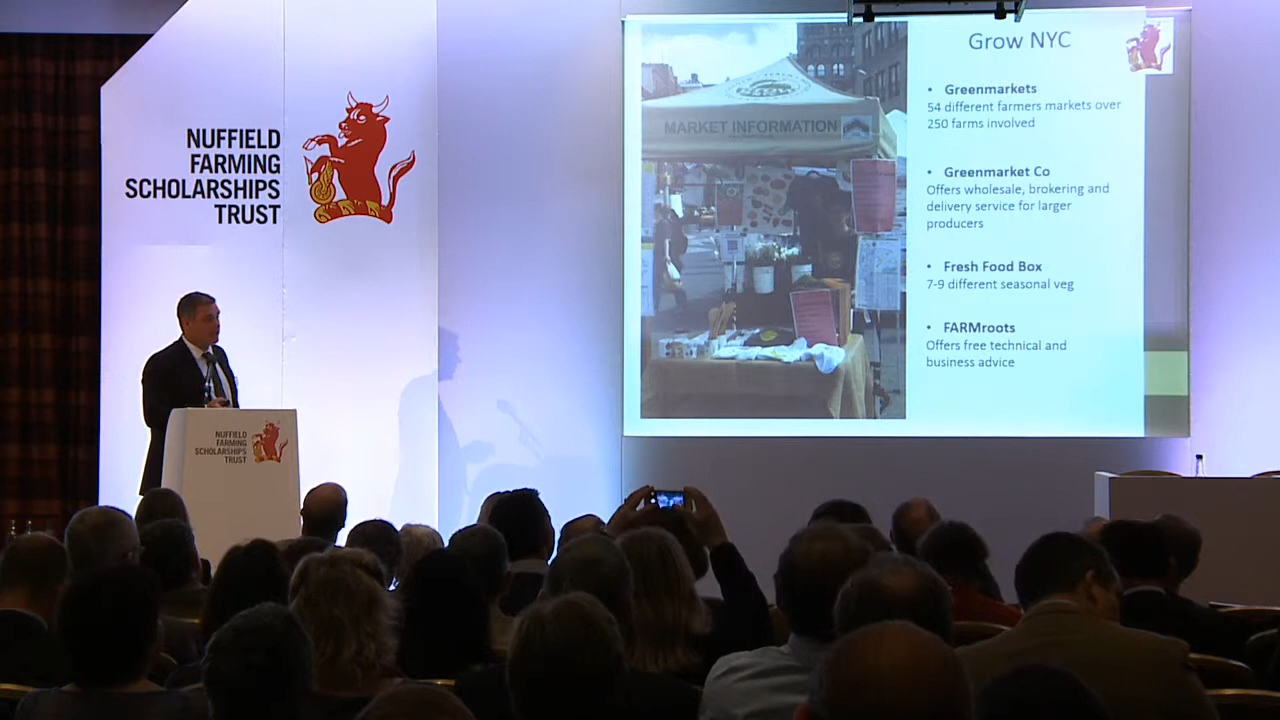 NUFFIELD
FARMING
SCHOLARSHIPS
TRUST
NUFFIELD
FARMING
SCHOLARSHIPS
TRUST
MARKET INFORMATION
Grow NYC
• Greenmarkets
54 different farmers markets over
250 farms involved
• Greenmarket Co
Offers wholesale, brokering and
delivery service for larger
producers
• Fresh Food Box
7-9 different seasonal veg
• FARMroots
Offers free technical and
business advice